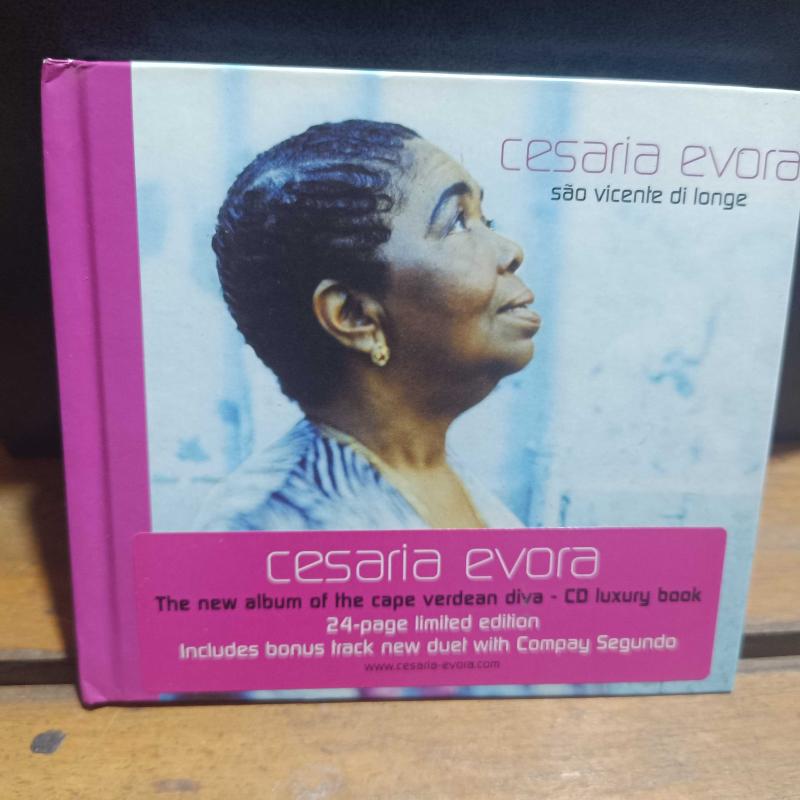 cesaria evora
são vicente di longe
cesaria evora
The new album of the cape verdean diva - CD luxury book
24-page limited edition
Includes bonus track new duet with Compay Segundo
www.cesaria-evora.com